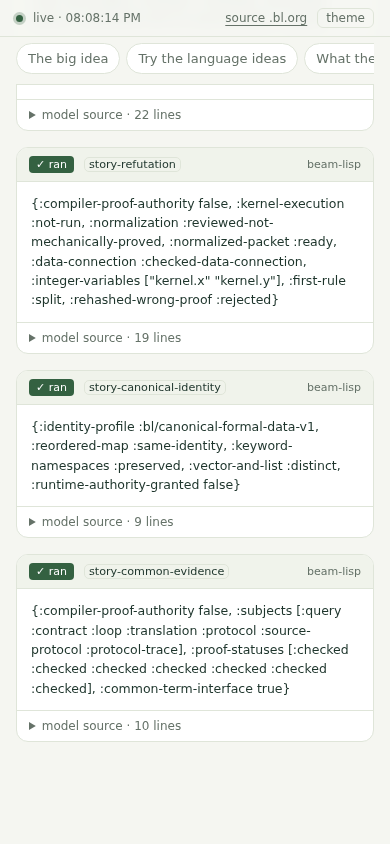 live · 08:08:14 PM
source .bl.org
theme
The big idea
Try the language ideas
What the
▶ model source · 22 lines
✓ ran
story-refutation
beam-lisp
{:compiler-proof-authority false, :kernel-execution
:not-run, :normalization :reviewed-not-
mechanically-proved, :normalized-packet :ready,
:data-connection :checked-data-connection,
:integer-variables ["kernel.x" "kernel.y"], :first-rule
:split, :rehashed-wrong-proof :rejected}
▶ model source · 19 lines
✓ ran
story-canonical-identity
beam-lisp
{:identity-profile :bl/canonical-formal-data-v1,
:reordered-map :same-identity, :keyword-
namespaces :preserved, :vector-and-list :distinct,
:runtime-authority-granted false}
▶ model source · 9 lines
✓ ran
story-common-evidence
beam-lisp
{:compiler-proof-authority false, :subjects [:query
:contract :loop :translation :protocol :source-
protocol :protocol-trace], :proof-statuses [:checked
:checked :checked :checked :checked :checked
:checked], :common-term-interface true}
▶ model source · 10 lines